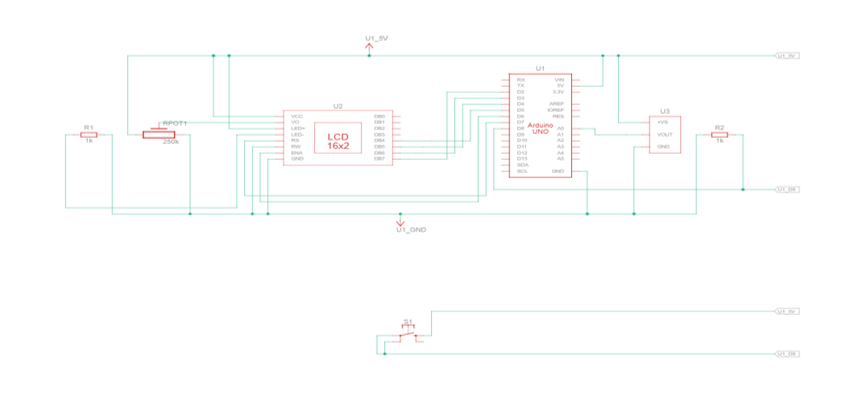 U1_5V
U1_5V
U1
RX
TX
D2
D3
D4
D5
D6
D7
D8
D9
D10
D11
D12
D13
SDA
SCL
VIN
5V
3.3V
AREF
IOREF
RES
A0
A1
A2
A3
A4
A5
GND
Arduino
UNO
U2
VCC
VO
LED+
LED-
RS
RW
ENA
GND
DB0
DB1
DB2
DB3
DB4
DB5
DB6
DB7
LCD
16x2
U3
+VS
VOUT
GND
R1
1k
RPOT1
250k
R2
1k
U1_D8
U1_GND
S1
U1_5V
U1_D8